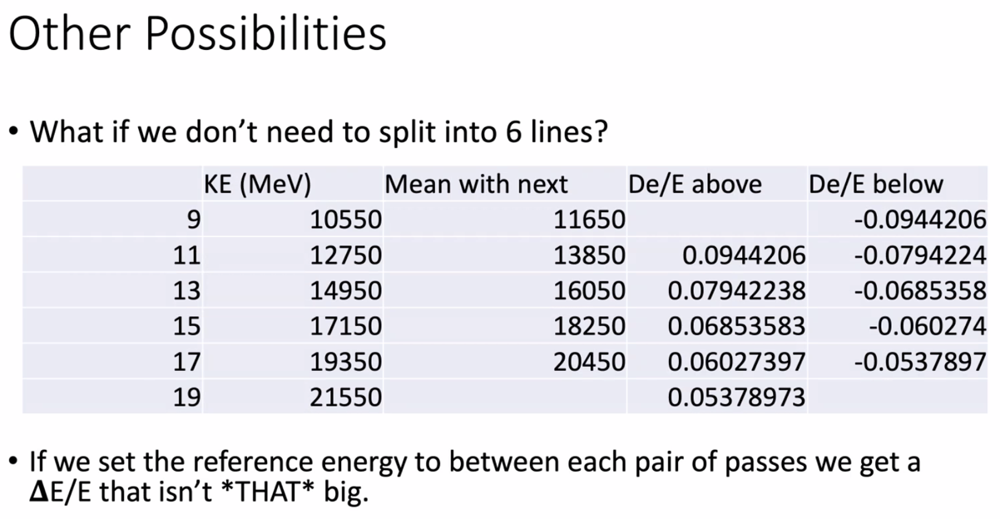 Other Possibilities
• What if we don’t need to split into 6 lines?
KE (MeV) Mean with next De/E above De/E below
9 10550 11650 -0.0944206
11 12750 13850 0.0944206 -0.0794224
13 14950 16050 0.07942238 -0.0685358
15 17150 18250 0.06853583 -0.060274
17 19350 20450 0.06027397 -0.0537897
19 21550 0.05378973
• If we set the reference energy to between each pair of passes we get a
ΔE/E that isn’t *THAT* big.